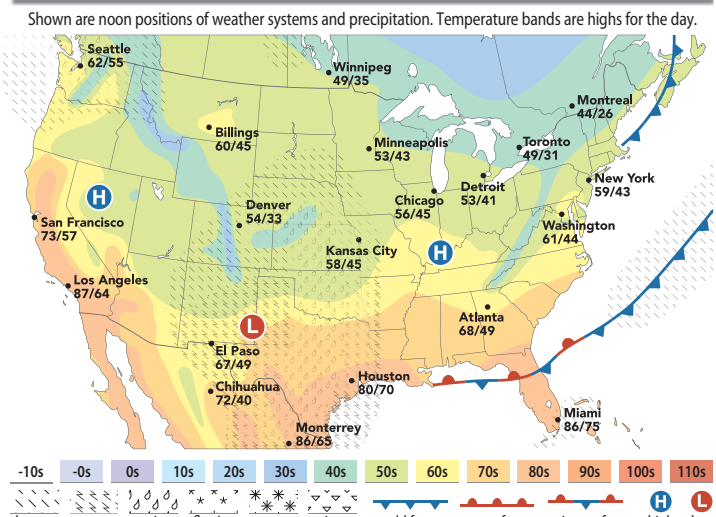 Shown are noon positions of weather systems and precipitation. Temperature bands are highs for the day.
Seattle
62/55
Winnipeg
49/35
Montreal
44/26
Billings
60/45
Minneapolis
53/43
Toronto
49/31
New York
59/43
Detroit
53/41
Chicago
56/45
H
Denver
54/33
San Francisco
73/57
Washington
61/44
Kansas City
58/45
H
Los Angeles
87/64
Atlanta
68/49
L
El Paso
67/49
Chihuahua
72/40
Houston
80/70
Miami
86/75
Monterrey
86/65
-10s -0s 0s 10s 20s 30s 40s 50s 60s 70s 80s 90s 100s 110s
H L